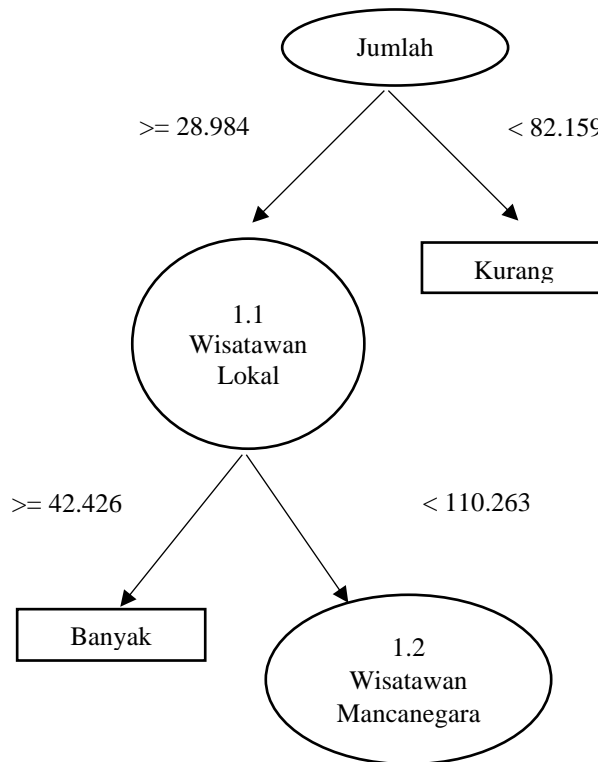 Jumlah
>= 28.984
< 82.159
Kurang
1.1
Wisatawan
Lokal
>= 42.426
< 110.263
Banyak
1.2
Wisatawan
Mancanegara